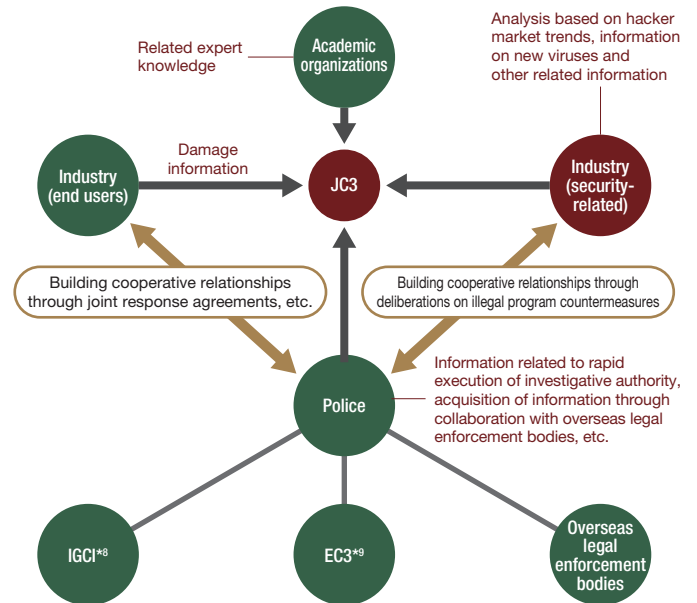 Related expert
knowledge
Academic
organizations
Analysis based on hacker
market trends, information
on new viruses and
other related information
Industry
(end users)
Damage
information
JC3
Industry
(security-
related)
Building cooperative relationships
through joint response agreements, etc.
Building cooperative relationships through
deliberations on illegal program countermeasures
Police
Information related to rapid
execution of investigative authority,
acquisition of information through
collaboration with overseas legal
enforcement bodies, etc.
IGCI*8
EC3*9
Overseas
legal
enforcement
bodies